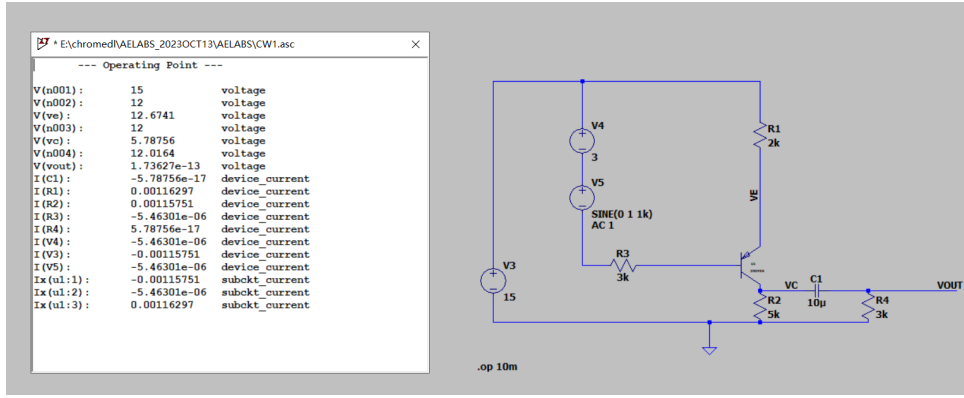 * E:\chromedl\AELABS_2023OCT13\AELABS\CW1.asc
--- Operating Point ---
V(n001): 15 voltage
V(n002): 12 voltage
V(ve): 12.6741 voltage
V(n003): 12 voltage
V(vc): 5.78756 voltage
V(n004): 12.0164 voltage
V(vout): 1.73627e-13 voltage
I(C1): -5.78756e-17 device_current
I(R1): 0.00116297 device_current
I(R2): 0.00115751 device_current
I(R3): -5.46301e-06 device_current
I(R4): 5.78756e-17 device_current
I(V4): -5.46301e-06 device_current
I(V3): -0.00115751 device_current
I(V5): -5.46301e-06 device_current
Ix(u1:1): -0.00115751 subckt_current
Ix(u1:2): -5.46301e-06 subckt_current
Ix(u1:3): 0.00116297 subckt_current
V4
3
R1
2k
V5
SINE(0 1 1k)
AC 1
VE
R3
3k
V3
15
VC
C1
10µ
R2
5k
R4
3k
VOUT
.op 10m